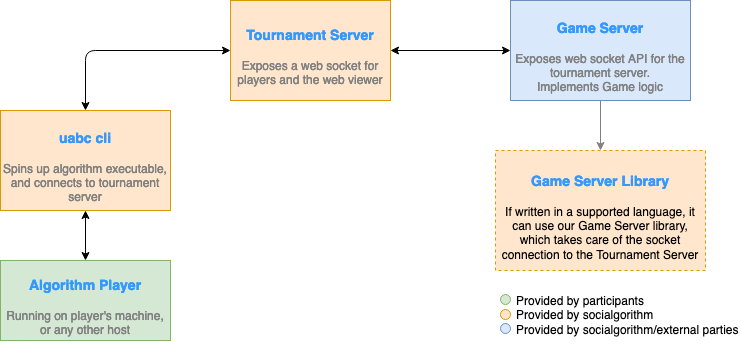 Tournament Server
Exposes a web socket for
players and the web viewer
Game Server
Exposes web socket API for the
tournament server.
Implements Game logic
uabc cli
Spins up algorithm executable,
and connects to tournament
server
Game Server Library
If written in a supported language, it
can use our Game Server library,
which takes care of the socket
connection to the Tournament Server
Algorithm Player
Running on player's machine,
or any other host
Provided by participants
Provided by socialgorithm
Provided by socialgorithm/external parties